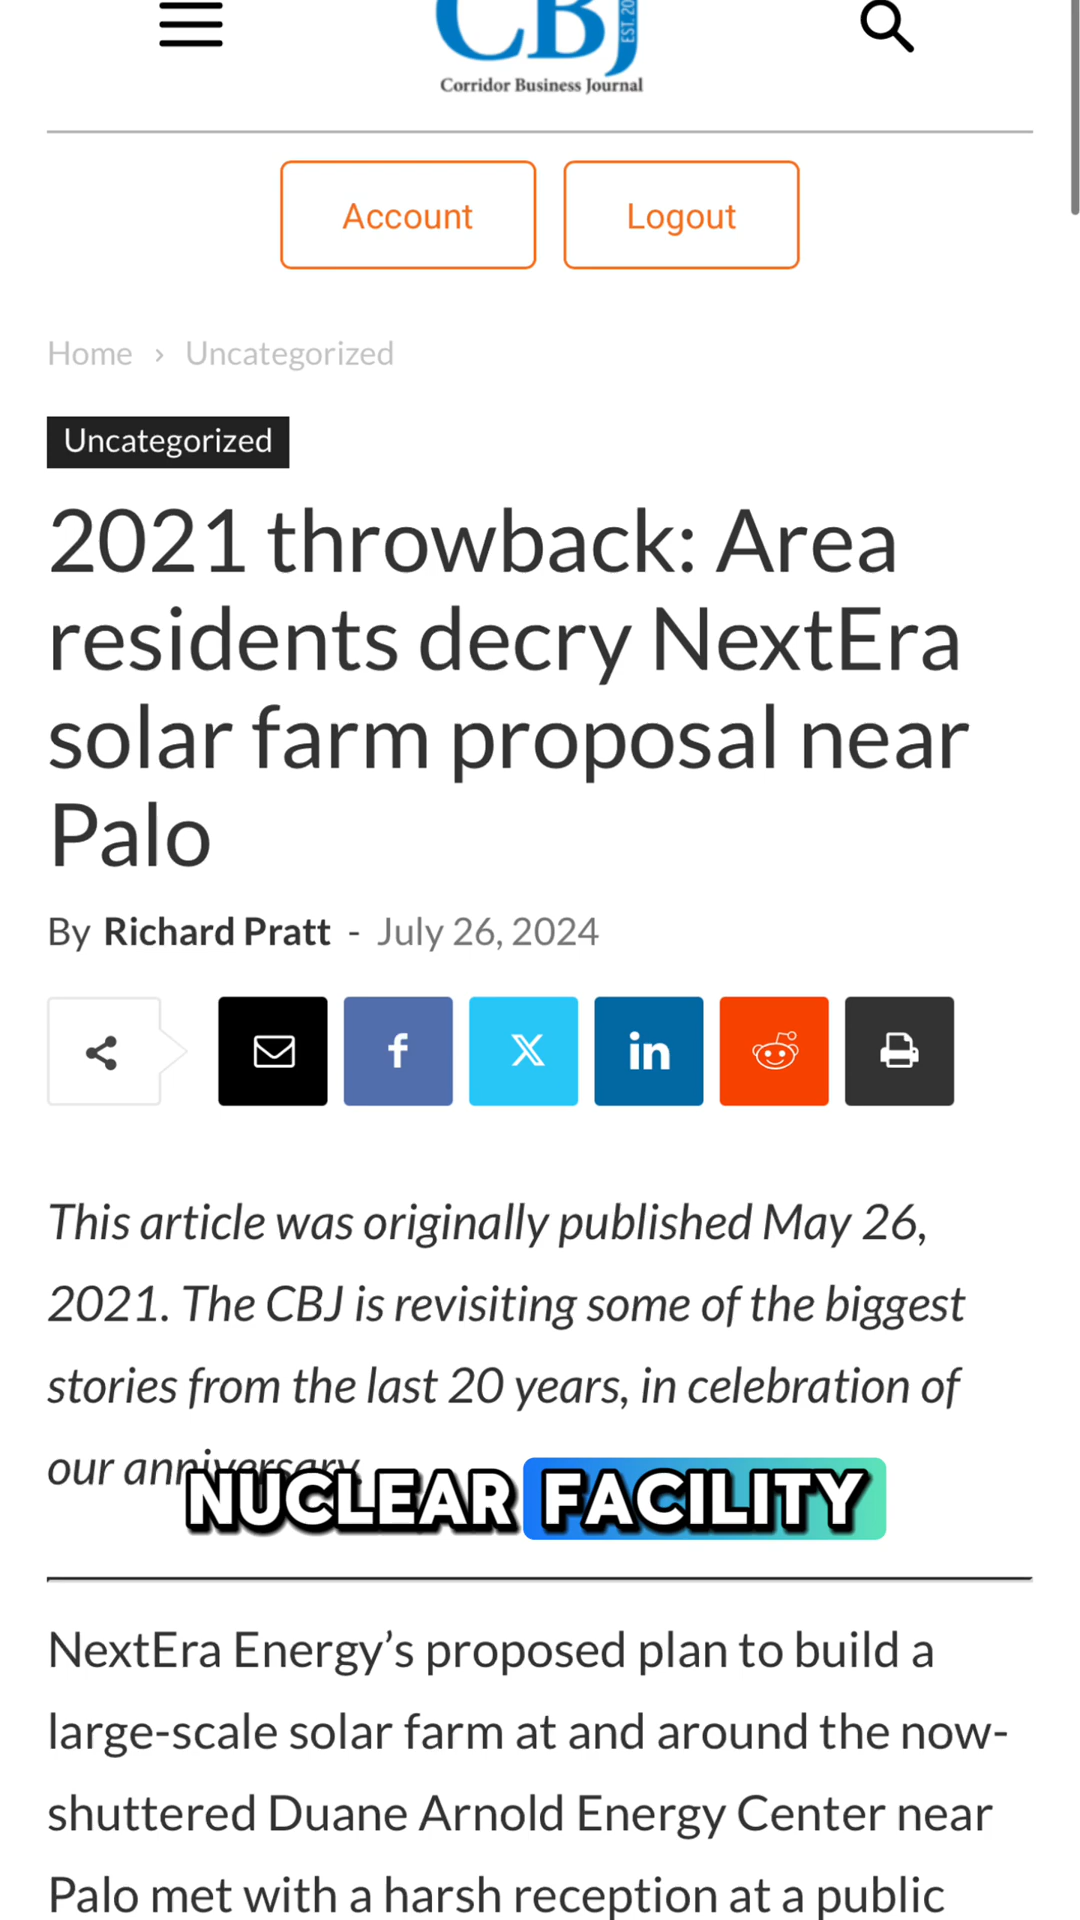 CBJ
EST. 20
Corridor Business Journal
Account
Logout
Home › Uncategorized
Uncategorized
2021 throwback: Area
residents decry NextEra
solar farm proposal near
Palo
By Richard Pratt - July 26, 2024
This article was originally published May 26,
2021. The CBJ is revisiting some of the biggest
stories from the last 20 years, in celebration of
our anniversary.
NUCLEAR FACILITY
NextEra Energy’s proposed plan to build a
large-scale solar farm at and around the now-
shuttered Duane Arnold Energy Center near
Palo met with a harsh reception at a public